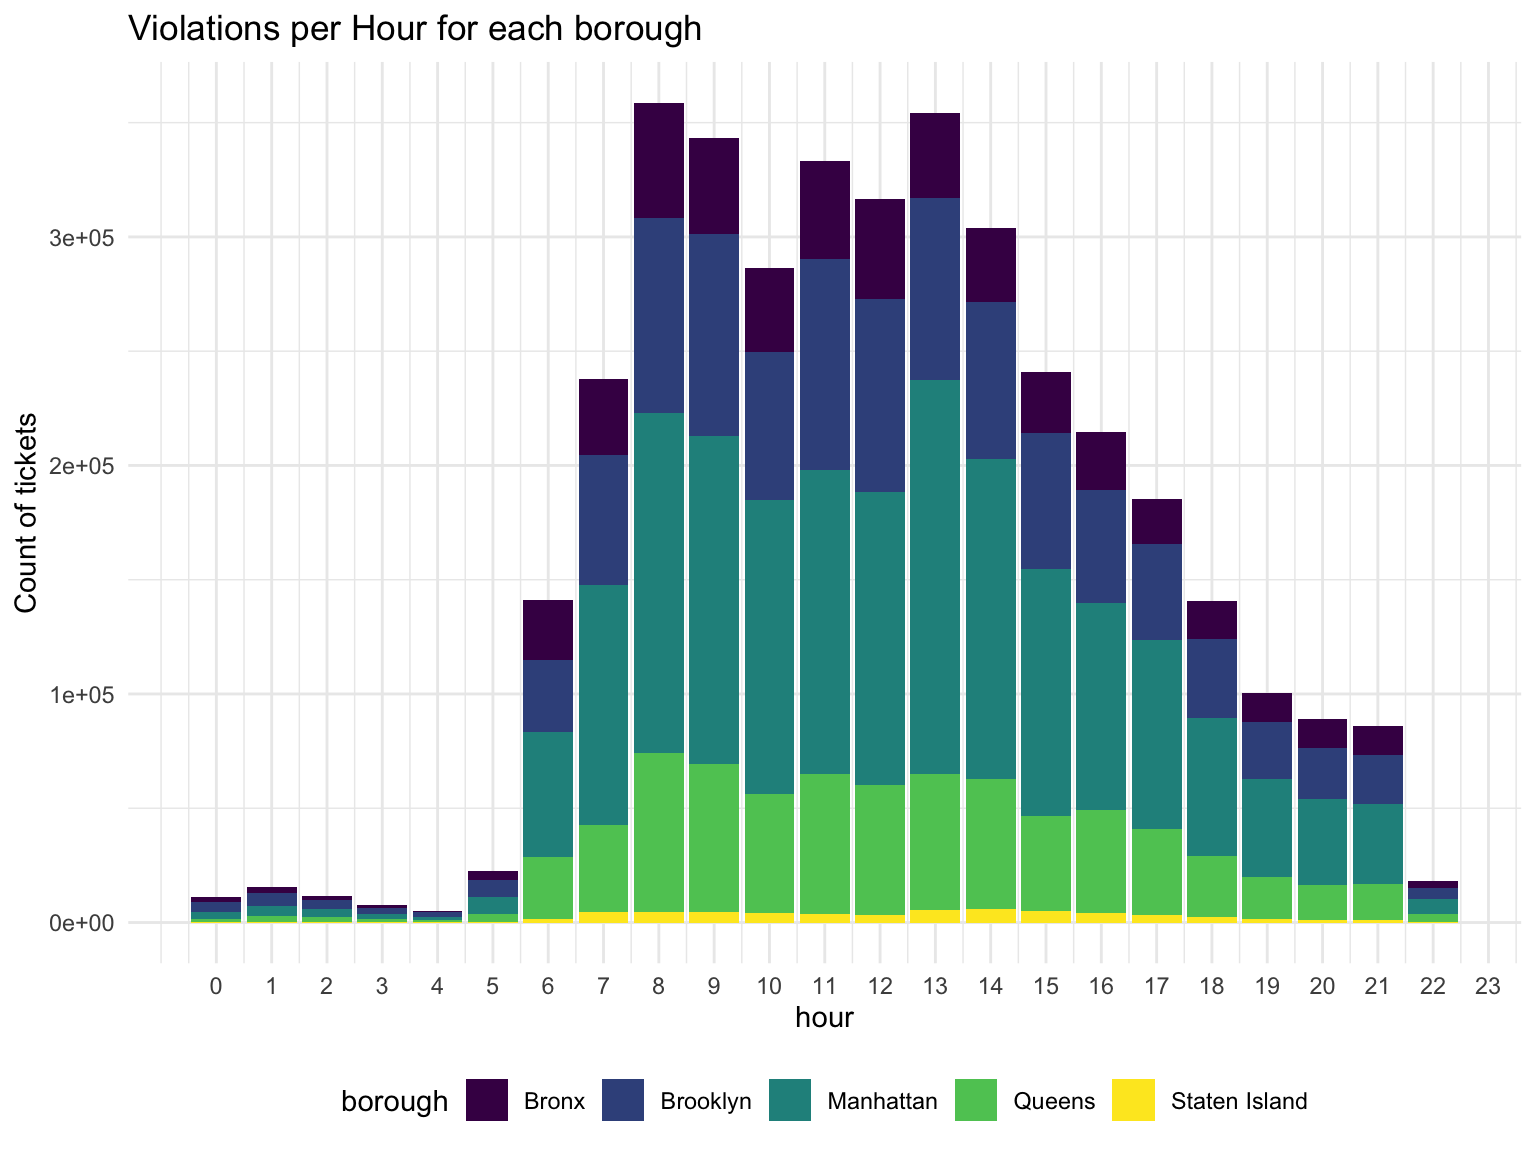 Violations per Hour for each borough
Count of tickets
3e+05
2e+05
1e+05
0e+00
0 1 2 3 4 5 6 7 8 9 10 11 12 13 14 15 16 17 18 19 20 21 22 23
hour
borough Bronx Brooklyn Manhattan Queens Staten Island